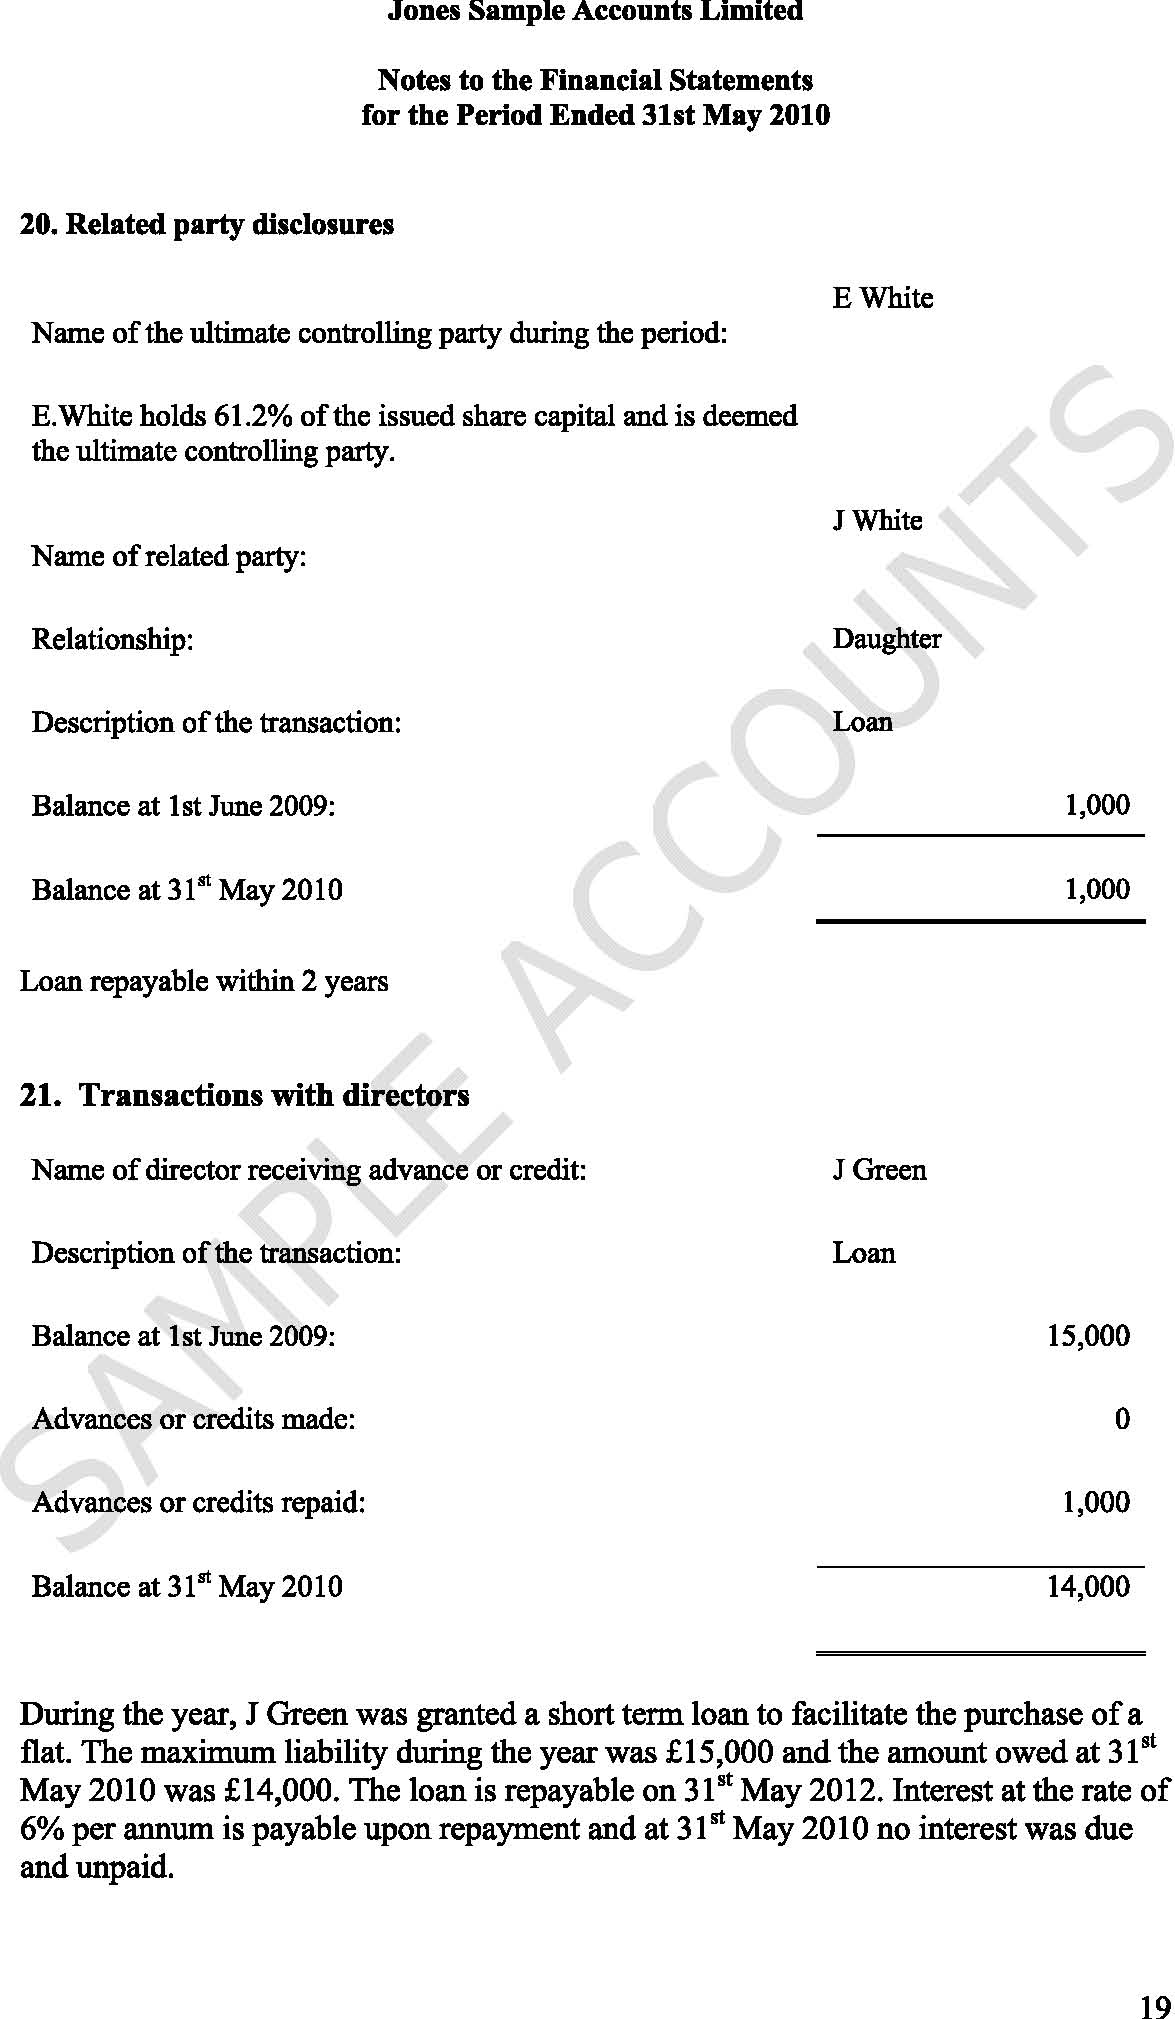 Jones Sample Accounts Limited
Notes to the Financial Statements
for the Period Ended 31st May 2010
20. Related party disclosures
E White
Name of the ultimate controlling party during the period:
E.White holds 61.2% of the issued share capital and is deemed
the ultimate controlling party.
J White
Name of related party:
Relationship: Daughter
Description of the transaction: Loan
Balance at 1st June 2009: 1,000
Balance at 31st May 2010 1,000
Loan repayable within 2 years
21. Transactions with directors
Name of director receiving advance or credit: J Green
Description of the transaction: Loan
Balance at 1st June 2009: 15,000
Advances or credits made: 0
Advances or credits repaid: 1,000
Balance at 31st May 2010 14,000
During the year, J Green was granted a short term loan to facilitate the purchase of a
flat. The maximum liability during the year was £15,000 and the amount owed at 31st
May 2010 was £14,000. The loan is repayable on 31st May 2012. Interest at the rate of
6% per annum is payable upon repayment and at 31st May 2010 no interest was due
and unpaid.
19
SAMPLE ACCOUNTS